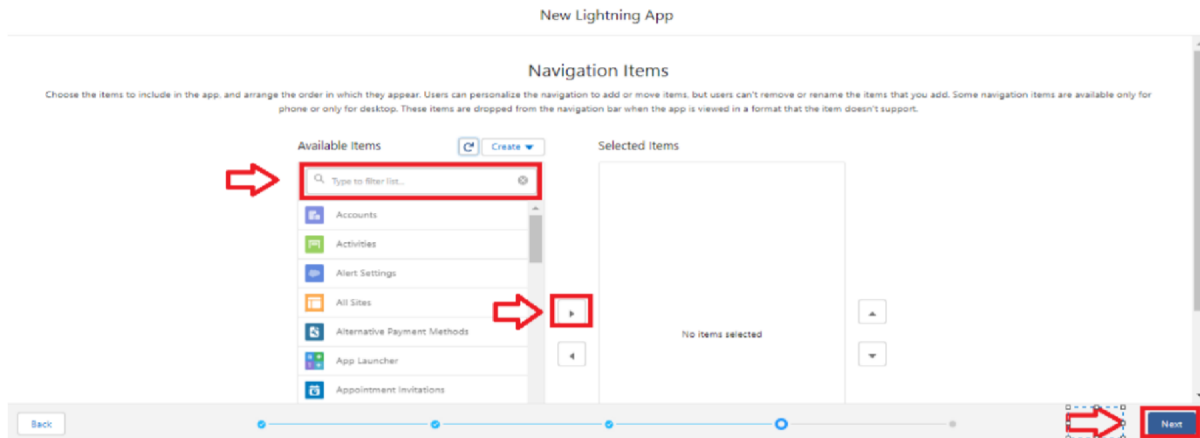 New Lightning App
Navigation Items
Choose the items to include in the app, and arrange the order in which they appear. Users can personalize the navigation to add or move items, but users can't remove or rename the items that you add. Some navigation items are available only for
phone or only for desktop. These items are dropped from the navigation bar when the app is viewed in a format that the item doesn't support.
Available Items
Create
Selected Items
Type to filter list...
Accounts
Activities
Alert Settings
All Sites
Alternative Payment Methods
No items selected
App Launcher
Appointment Invitations
Back
Next